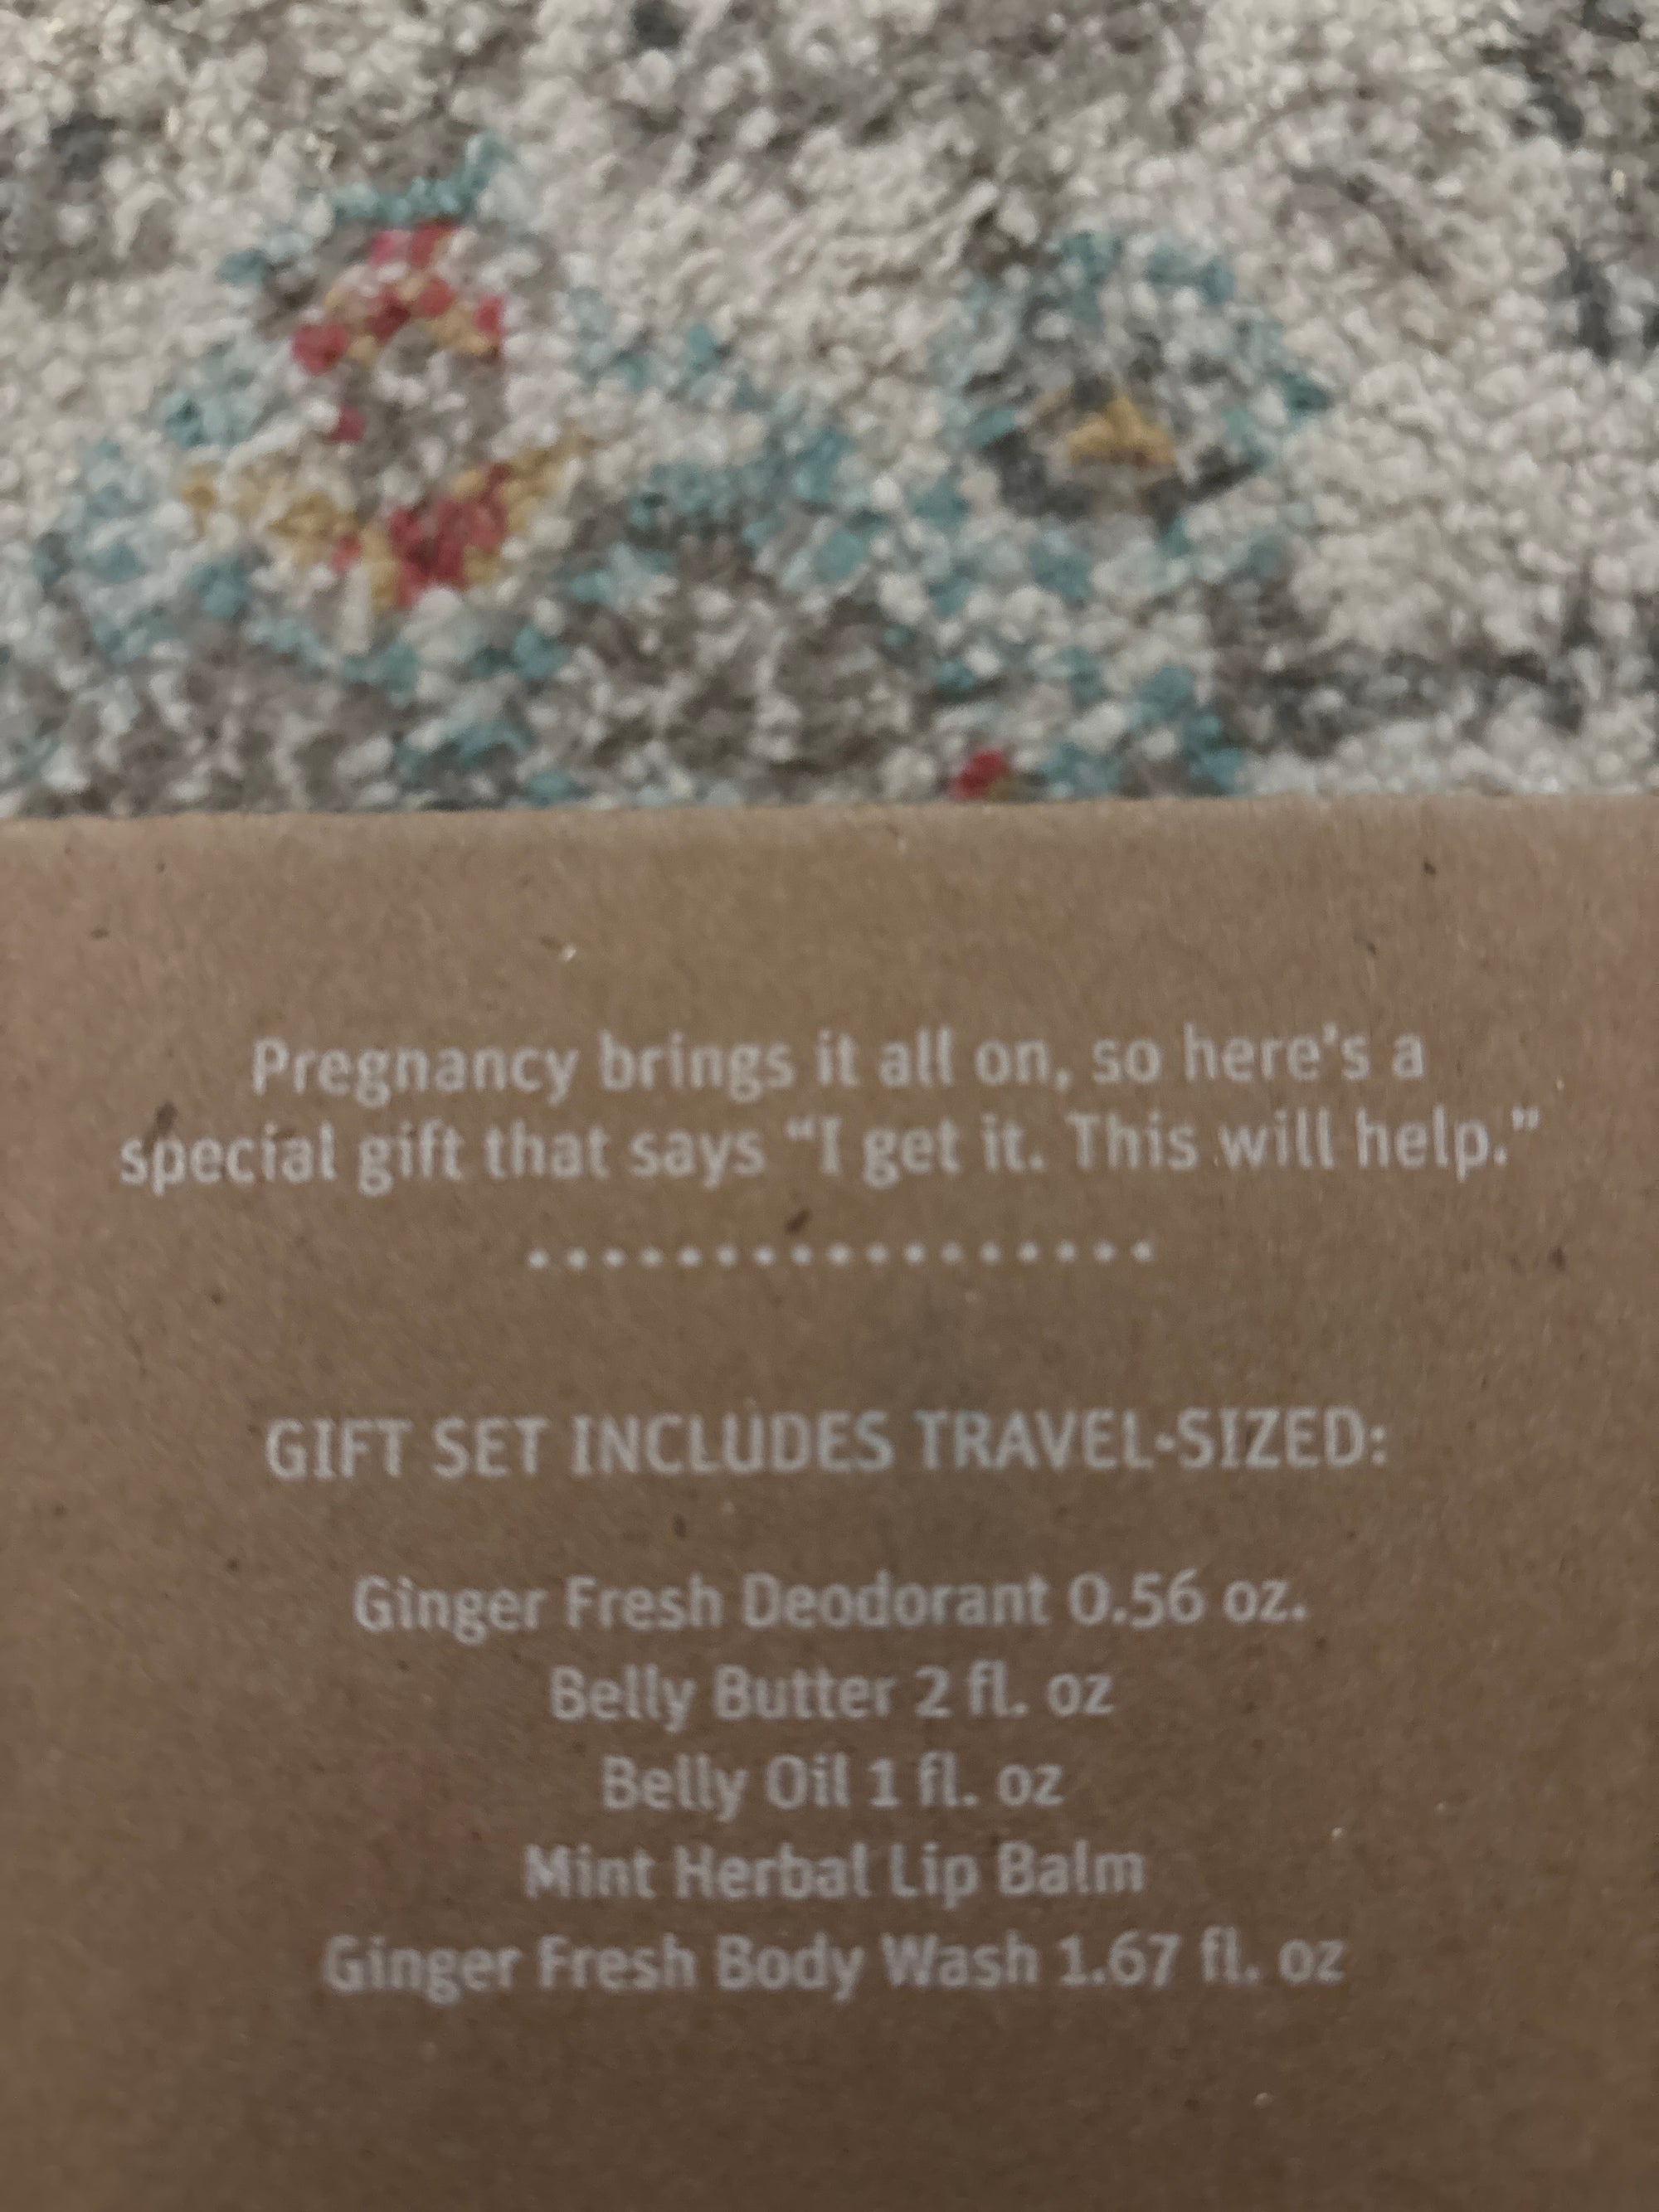 Pregnancy brings it all on, so here's a
special gift that says “I get it. This will help.”
GIFT SET INCLUDES TRAVEL-SIZED:
Ginger Fresh Deodorant 0.56 oz.
Belly Butter 2 fl. oz
Belly Oil 1 fl. oz
Mint Herbal Lip Balm
Ginger Fresh Body Wash 1.67 fl. oz